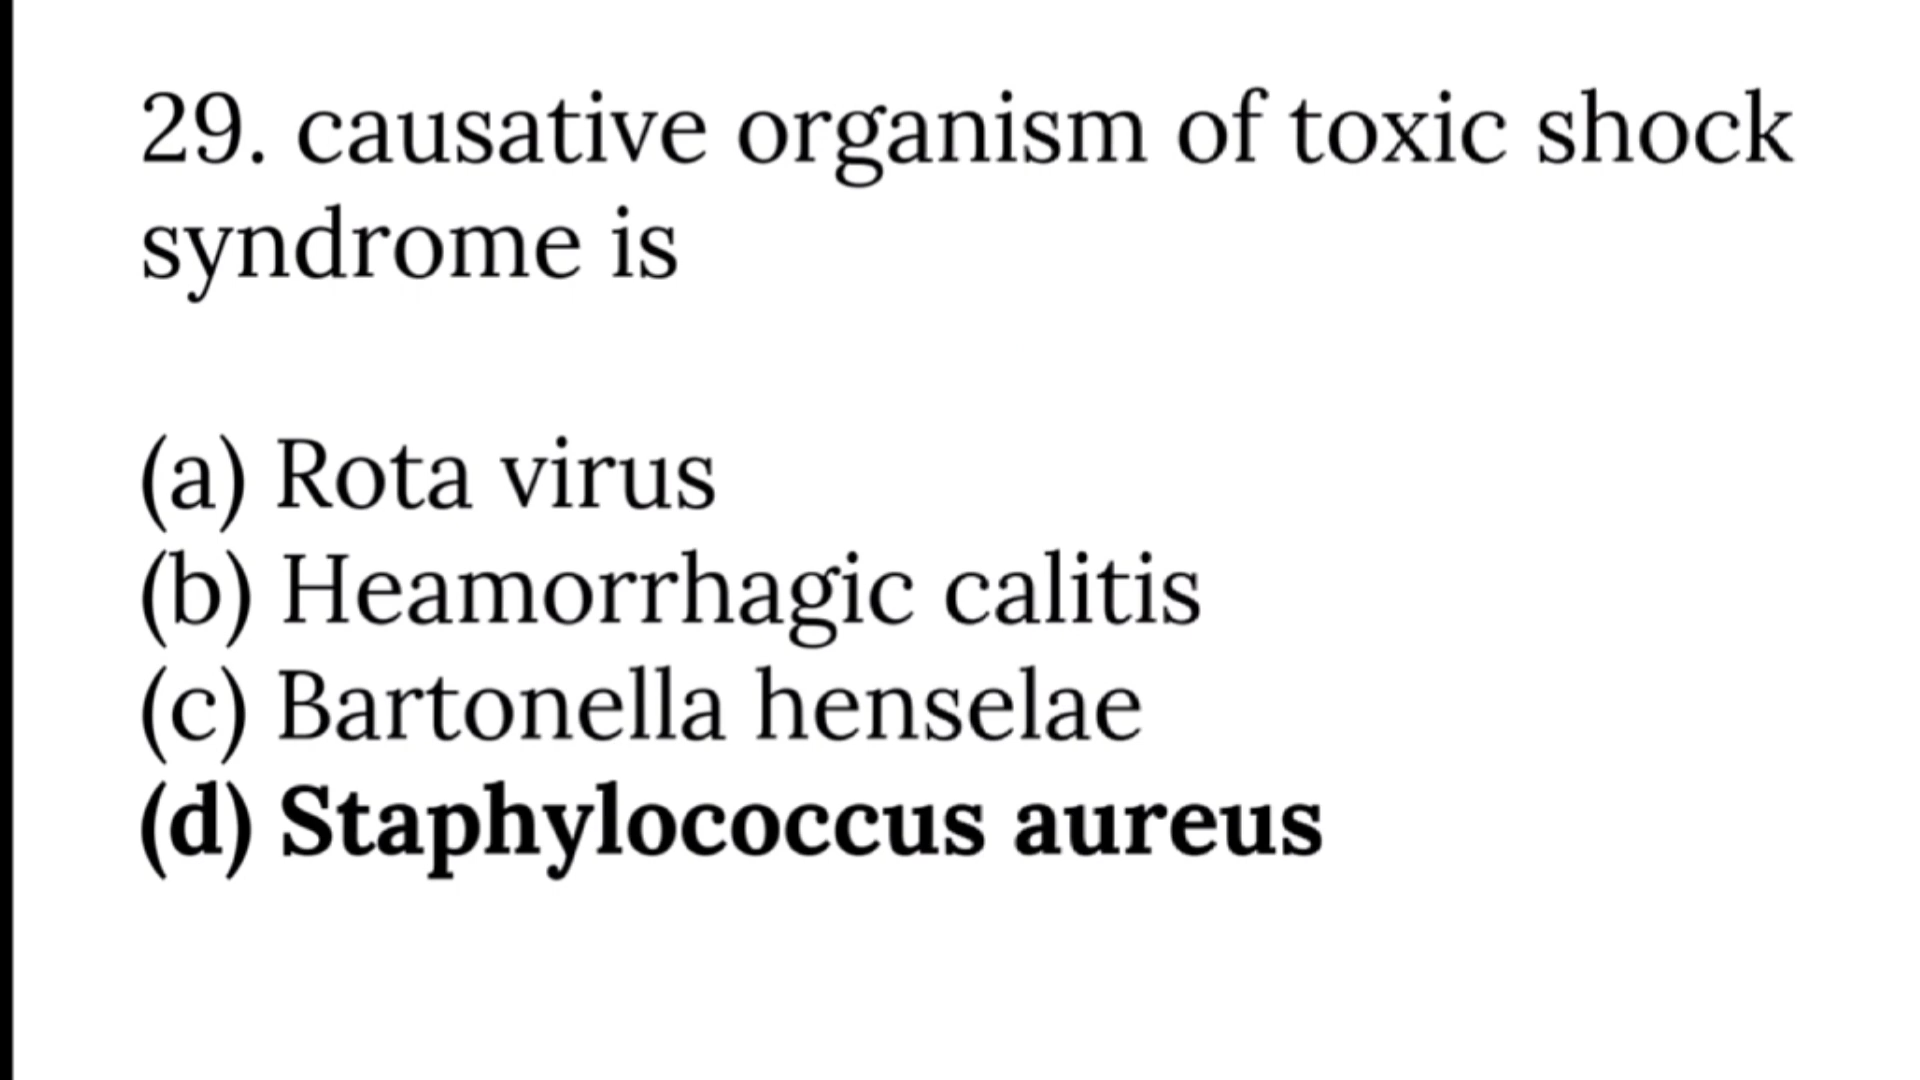 29. causative organism of toxic shock
syndrome is
(a) Rota virus
(b) Heamorrhagic calitis
(c) Bartonella henselae
(d) Staphylococcus aureus